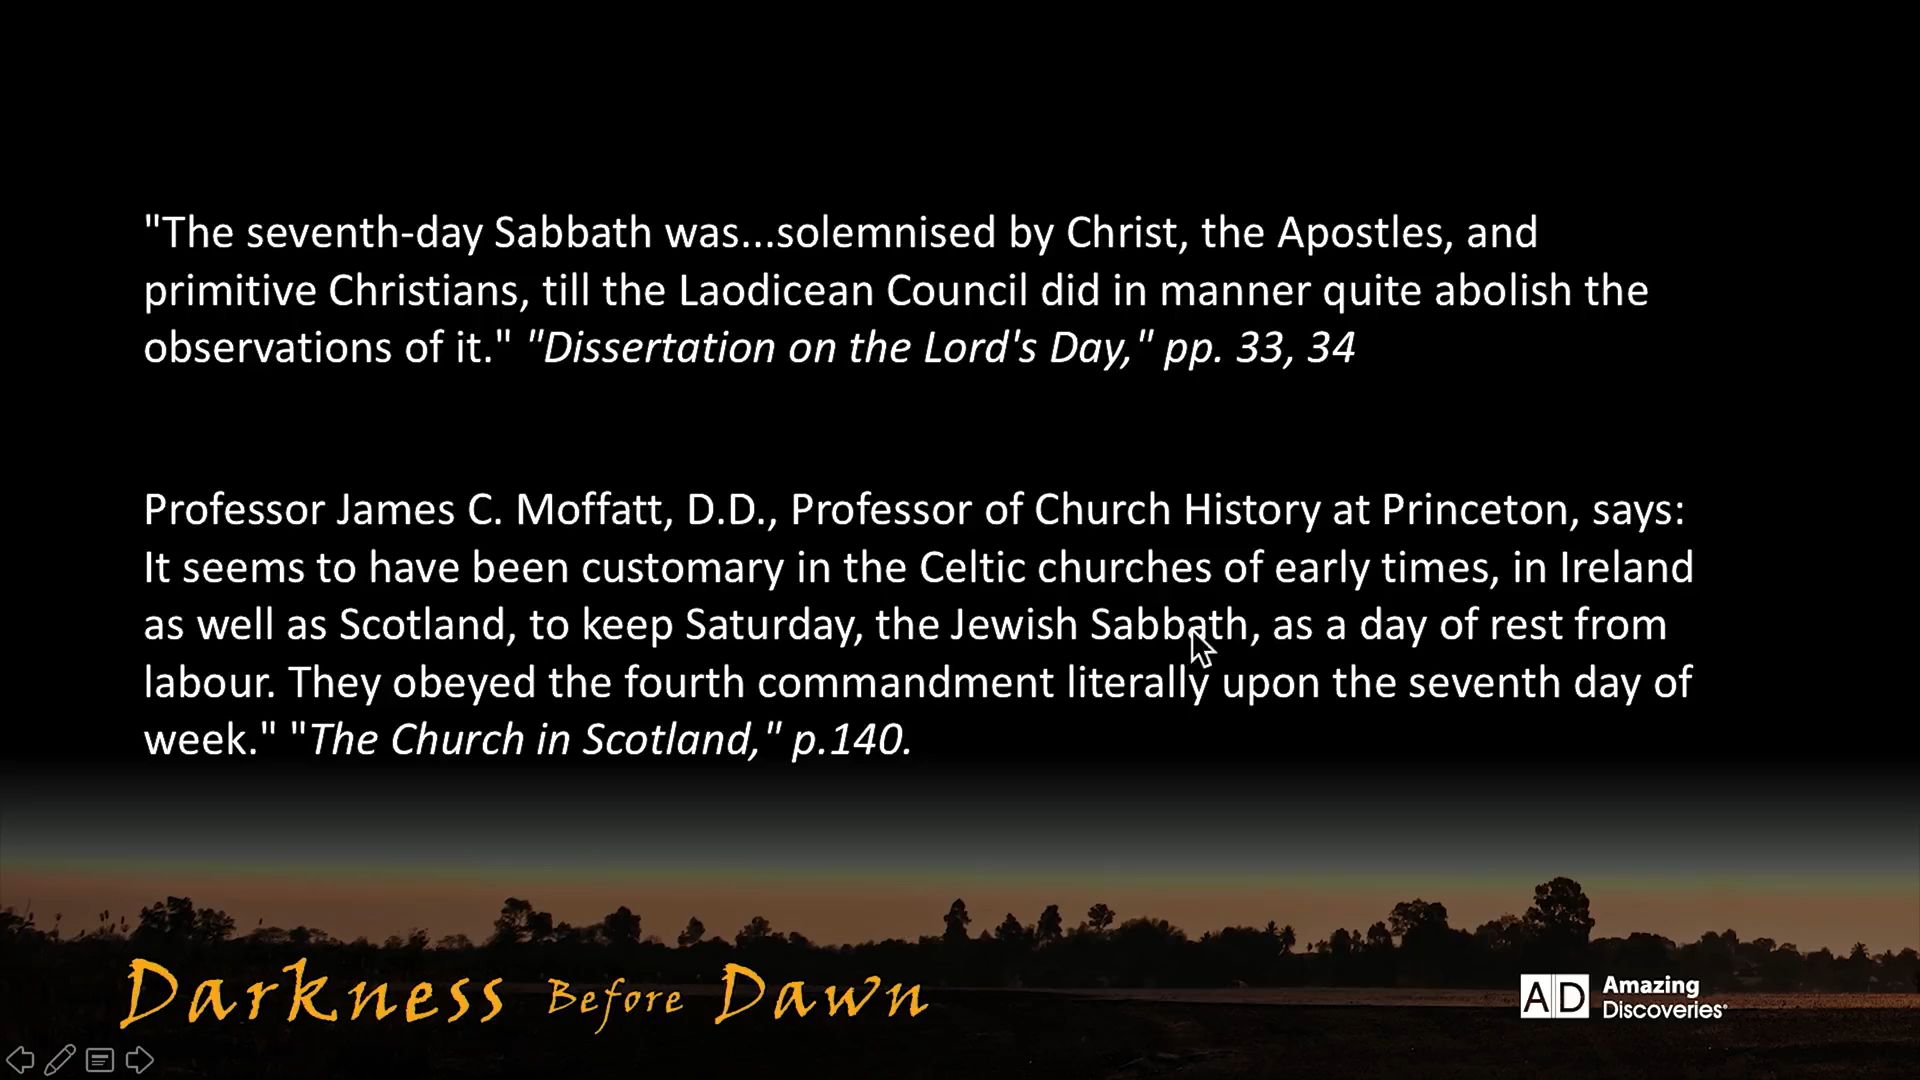 "The seventh-day Sabbath was...solemnised by Christ, the Apostles, and
primitive Christians, till the Laodicean Council did in manner quite abolish the
observations of it." "Dissertation on the Lord's Day," pp. 33, 34
Professor James C. Moffatt, D.D., Professor of Church History at Princeton, says:
It seems to have been customary in the Celtic churches of early times, in Ireland
as well as Scotland, to keep Saturday, the Jewish Sabbath, as a day of rest from
labour. They obeyed the fourth commandment literally upon the seventh day of
week." "The Church in Scotland," p.140.
Darkness Before Dawn
AD Amazing
Discoveries